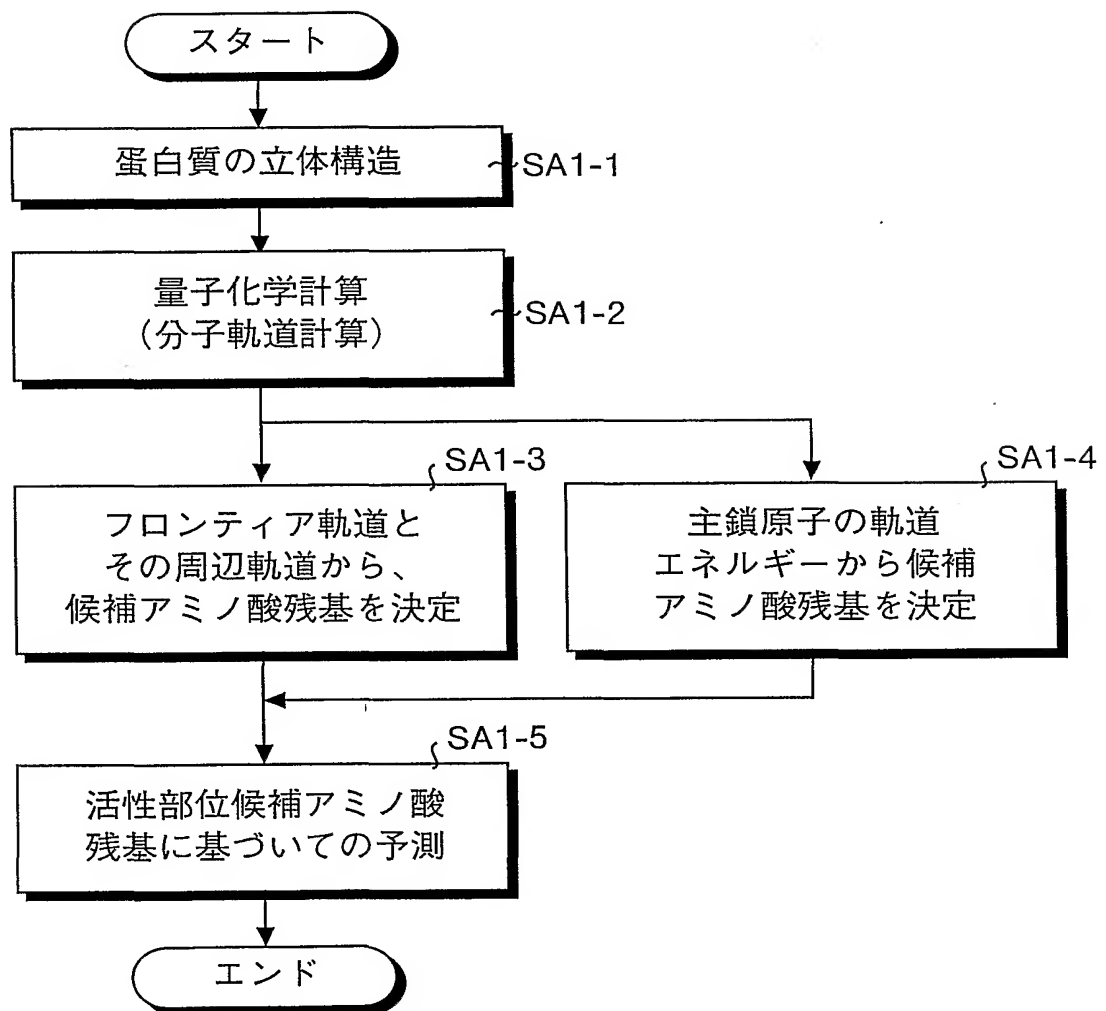 スタート
蛋白質の立体構造
SA1-1
量子化学計算
(分子軌道計算)
SA1-2
SA1-3
フロンティア軌道と
その周辺軌道から、
候補アミノ酸残基を決定
SA1-4
主鎖原子の軌道
エネルギーから候補
アミノ酸残基を決定
SA1-5
活性部位候補アミノ酸
残基に基づいての予測
エンド